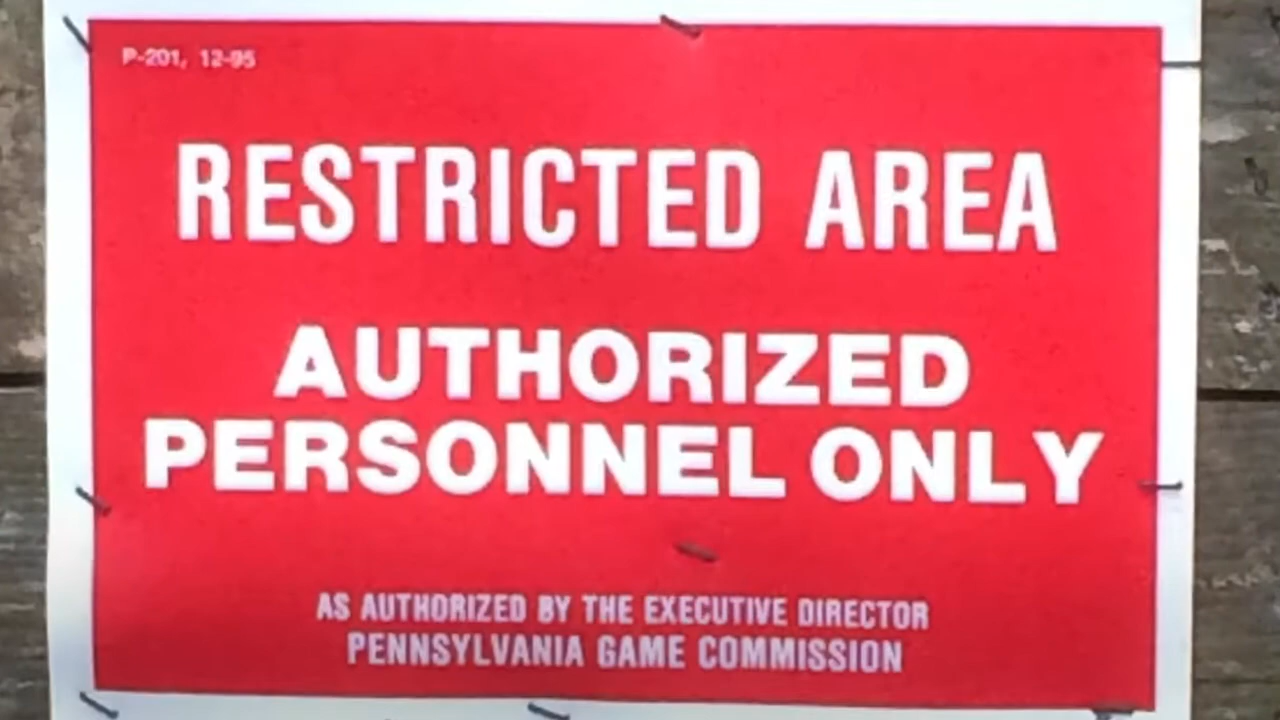 P-201, 12-95
RESTRICTED AREA
AUTHORIZED
PERSONNEL ONLY
AS AUTHORIZED BY THE EXECUTIVE DIRECTOR
PENNSYLVANIA GAME COMMISSION